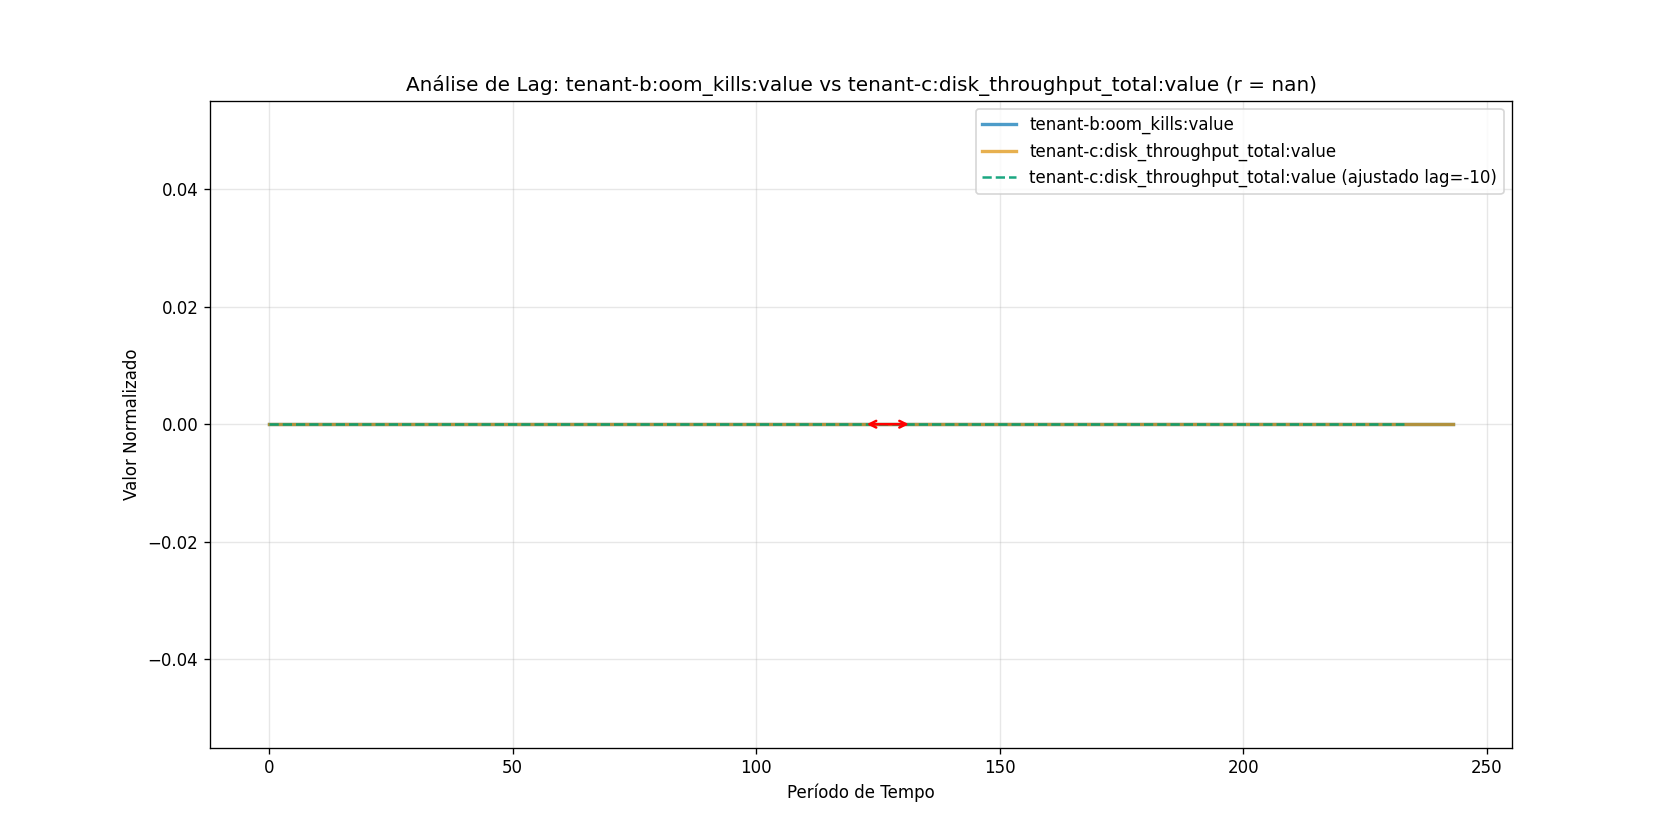 Análise de Lag: tenant-b:oom_kills:value vs tenant-c:disk_throughput_total:value (r = nan)
tenant-b:oom_kills:value
tenant-c:disk_throughput_total:value
tenant-c:disk_throughput_total:value (ajustado lag=-10)
0.04
0.02
0.00
−0.02
−0.04
Valor Normalizado
0 50 100 150 200 250
Período de Tempo